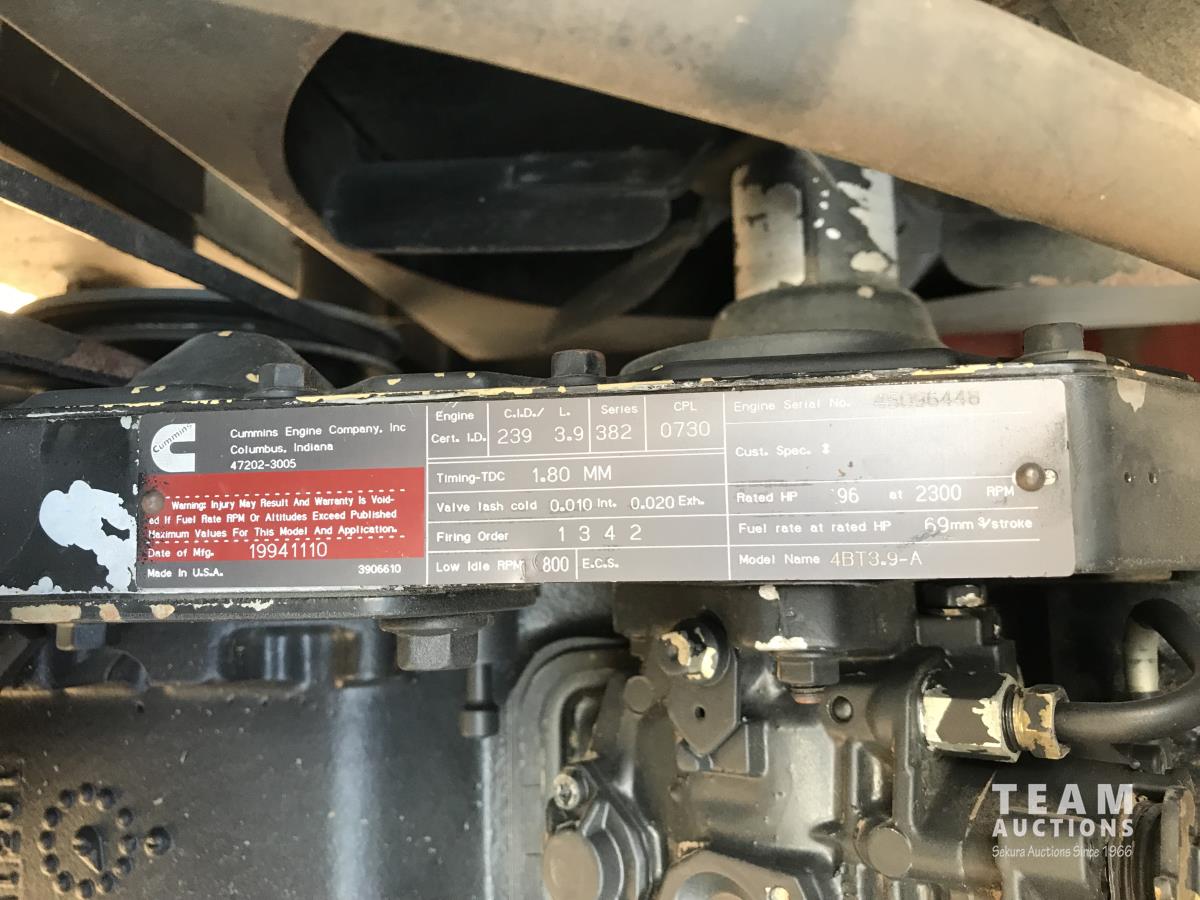 Cummins
Cummins Engine Company, Inc
Columbus, Indiana
47202-3005
Warning: Injury May Result And Warranty Is Void-
ed If Fuel Rate RPM Or Altitudes Exceed Published
Maximum Values For This Model And Application.
Date of Mfg. 19941110
Made In U.S.A. 3906610
Engine Cert. I.D.
C.I.D./ L. 239 3.9
Series 382
CPL 0730
Timing-TDC 1.80 MM
Valve lash cold 0.010 Int. 0.020 Exh.
Firing Order 1 3 4 2
Low Idle RPM 800 E.C.S.
Engine Serial No. 45096448
Cust. Spec. #
Rated HP 96 at 2300 RPM
Fuel rate at rated HP 69mm³/stroke
Model Name 4BT3.9-A
TEAM
AUCTIONS
Sekura Auctions Since 1966